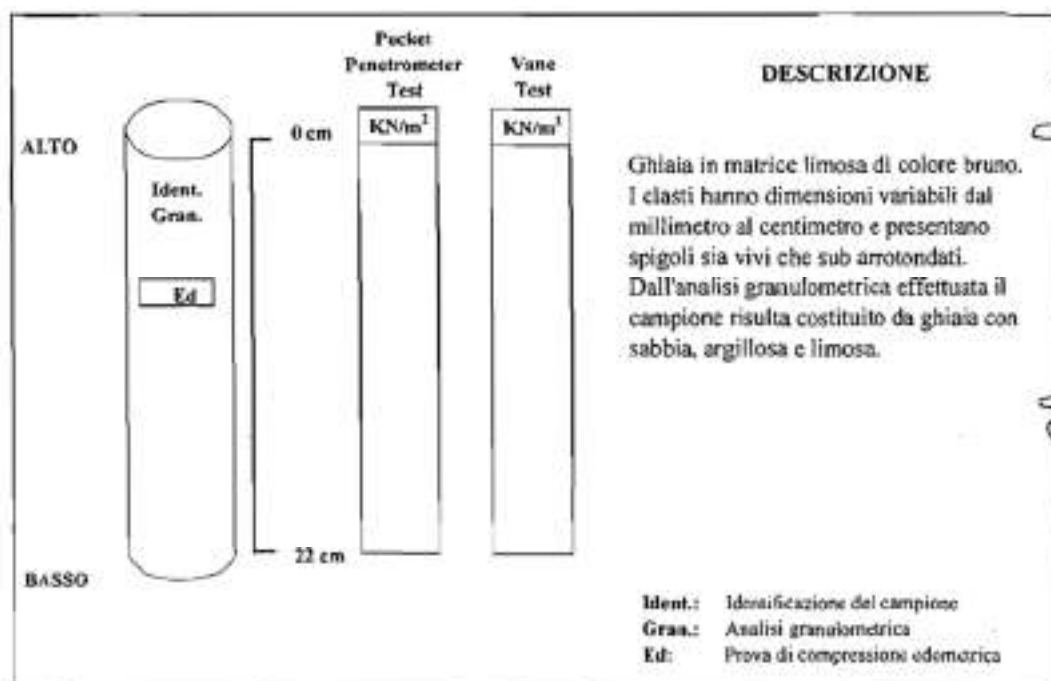 Pocket
Penetrometer
Test
Vane
Test
DESCRIZIONE
ALTO
0 cm
KN/m²
KN/m²
Ident.
Gran.
Ed
Ghiaia in matrice limosa di colore bruno.
I clasti hanno dimensioni variabili dal
millimetro al centimetro e presentano
spigoli sia vivi che sub arrotondati.
Dall'analisi granulometrica effettuata il
campione risulta costituito da ghiaia con
sabbia, argillosa e limosa.
22 cm
BASSO
Ident.: Identificazione del campione
Gran.: Analisi granulometrica
Ed: Prova di compressione edometrica